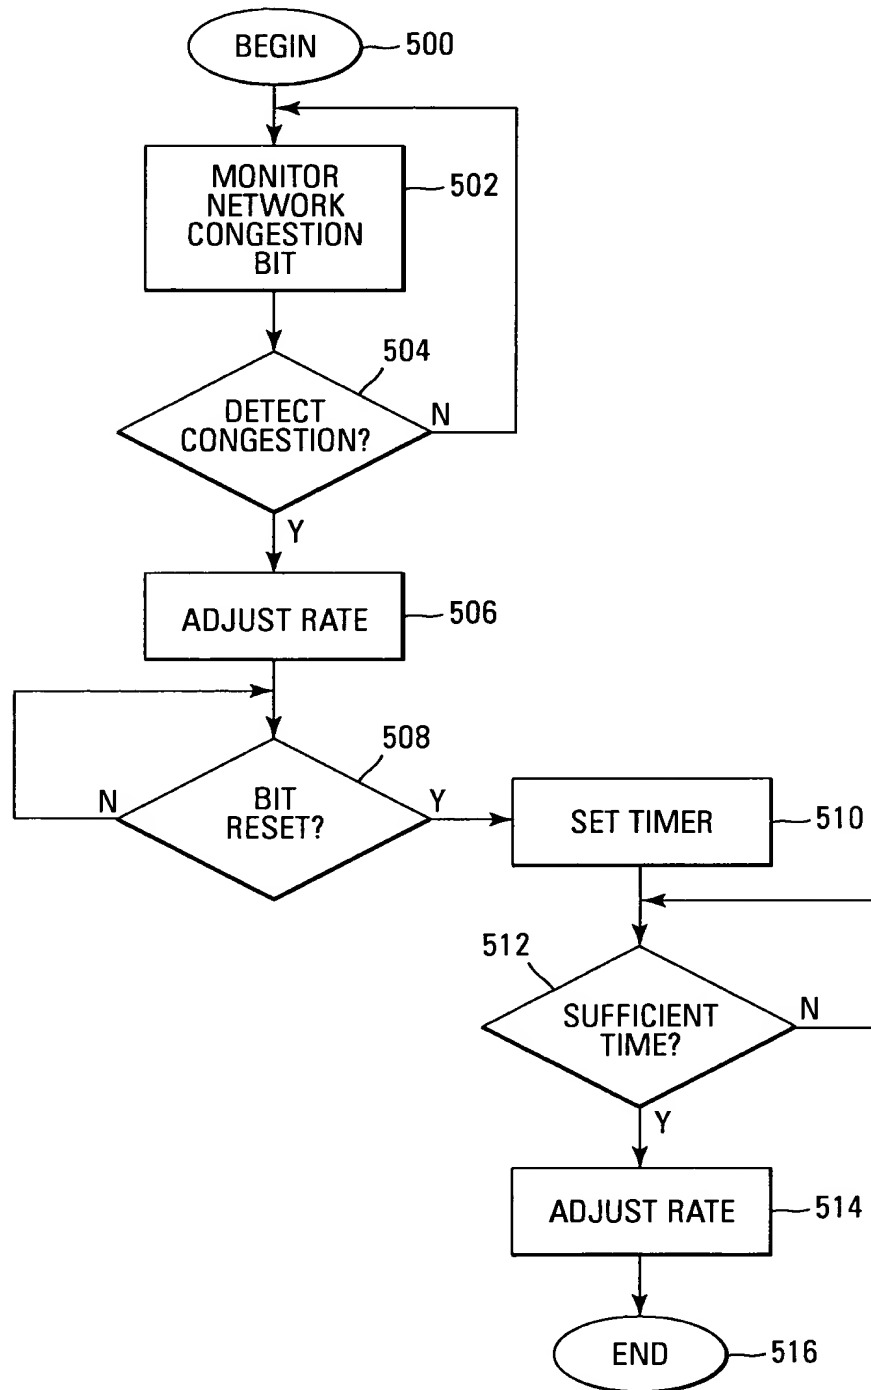 BEGIN
500
MONITOR
NETWORK
CONGESTION
BIT
502
504
DETECT
CONGESTION?
N
Y
ADJUST RATE
506
508
N
BIT
RESET?
Y
SET TIMER
510
512
SUFFICIENT
TIME?
N
Y
ADJUST RATE
514
END
516